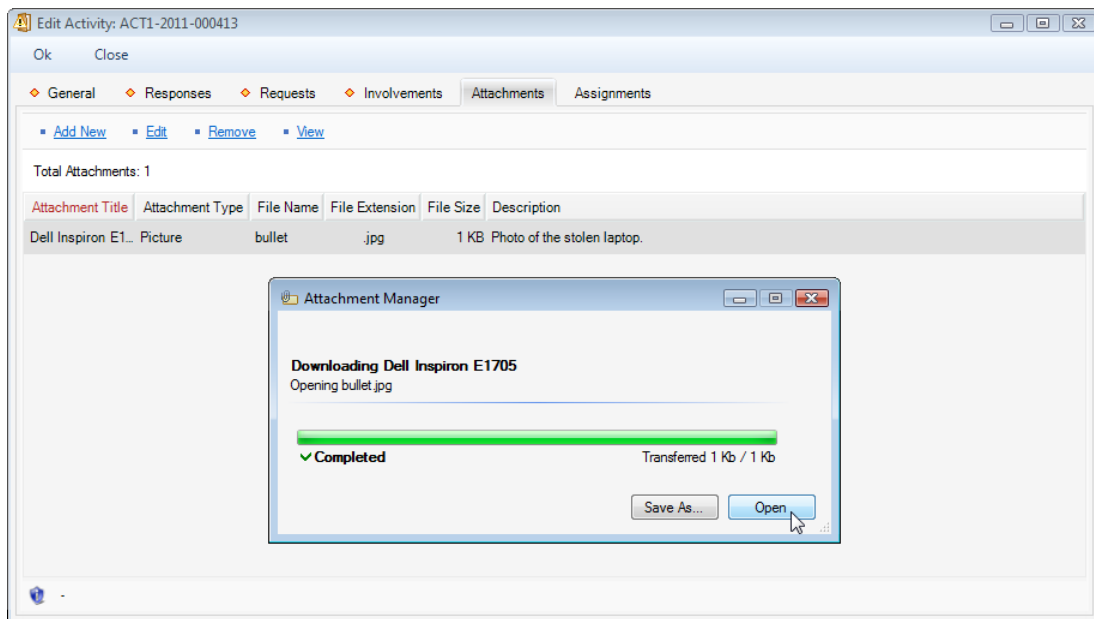 Edit Activity: ACT1-2011-000413
Ok Close
General Responses Requests Involvements Attachments Assignments
Add New Edit Remove View
Total Attachments: 1
Attachment Title Attachment Type File Name File Extension File Size Description
Dell Inspiron E1... Picture bullet .jpg 1 KB Photo of the stolen laptop.
Attachment Manager
Downloading Dell Inspiron E1705
Opening bullet.jpg
Completed Transferred 1 Kb / 1 Kb
Save As... Open
-